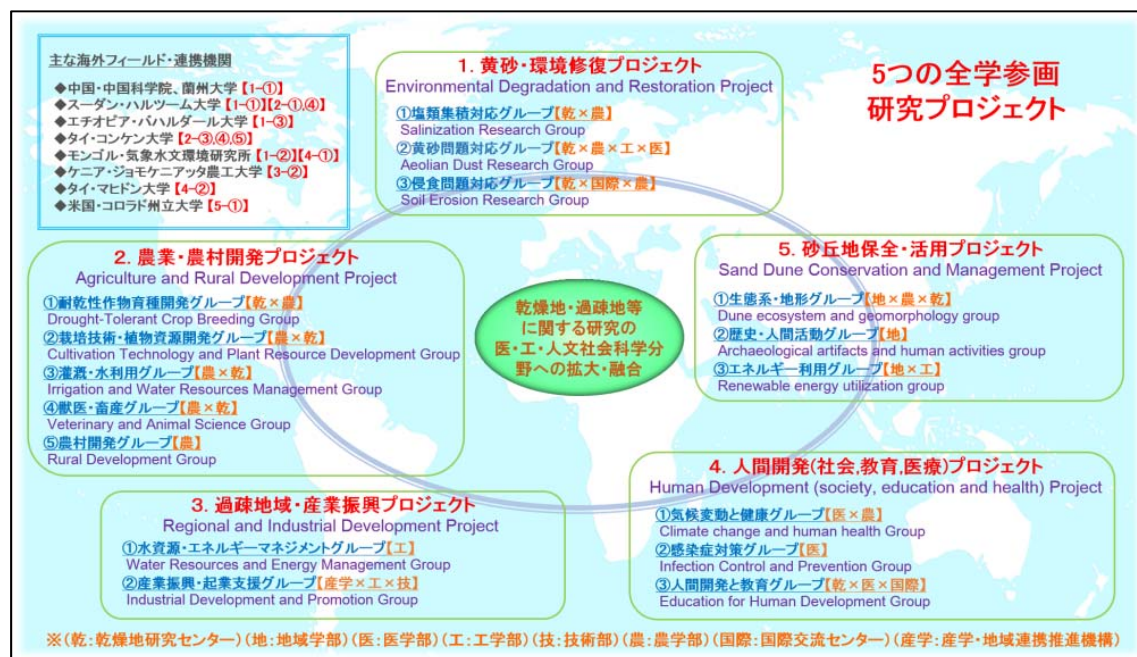 主な海外フィールド・連携機関
◆中国・中国科学院、蘭州大学【1-①】
◆スーダン・ハルツーム大学【1-①】【2-①,④】
◆エチオピア・バハルダール大学【1-③】
◆タイ・コンケン大学【2-③,④,⑤】
◆モンゴル・気象水文環境研究所【1-②】【4-①】
◆ケニア・ジョモケニアッタ農工大学【3-②】
◆タイ・マヒドン大学【4-②】
◆米国・コロラド州立大学【5-①】
1. 黄砂・環境修復プロジェクト
Environmental Degradation and Restoration Project
①塩類集積対応グループ【乾×農】
Salinization Research Group
②黄砂問題対応グループ【乾×農×工×医】
Aeolian Dust Research Group
③侵食問題対応グループ【乾×国際×農】
Soil Erosion Research Group
5つの全学参画
研究プロジェクト
2. 農業・農村開発プロジェクト
Agriculture and Rural Development Project
①耐乾性作物育種開発グループ【乾×農】
Drought-Tolerant Crop Breeding Group
②栽培技術・植物資源開発グループ【農×乾】
Cultivation Technology and Plant Resource Development Group
③灌漑・水利用グループ【農×乾】
Irrigation and Water Resources Management Group
④獣医・畜産グループ【農×乾】
Veterinary and Animal Science Group
⑤農村開発グループ【農】
Rural Development Group
乾燥地・過疎地等
に関する研究の
医・工・人文社会科学分
野への拡大・融合
5. 砂丘地保全・活用プロジェクト
Sand Dune Conservation and Management Project
①生態系・地形グループ【地×農×乾】
Dune ecosystem and geomorphology group
②歴史・人間活動グループ【地】
Archaeological artifacts and human activities group
③エネルギー利用グループ【地×工】
Renewable energy utilization group
3. 過疎地域・産業振興プロジェクト
Regional and Industrial Development Project
①水資源・エネルギーマネジメントグループ【工】
Water Resources and Energy Management Group
②産業振興・起業支援グループ【産学×工×技】
Industrial Development and Promotion Group
4. 人間開発(社会,教育,医療)プロジェクト
Human Development (society, education and health) Project
①気候変動と健康グループ【医×農】
Climate change and human health Group
②感染症対策グループ【医】
Infection Control and Prevention Group
③人間開発と教育グループ【乾×医×国際】
Education for Human Development Group
※(乾:乾燥地研究センター)(地:地域学部)(医:医学部)(工:工学部)(技:技術部)(農:農学部)(国際:国際交流センター)(産学:産学・地域連携推進機構)